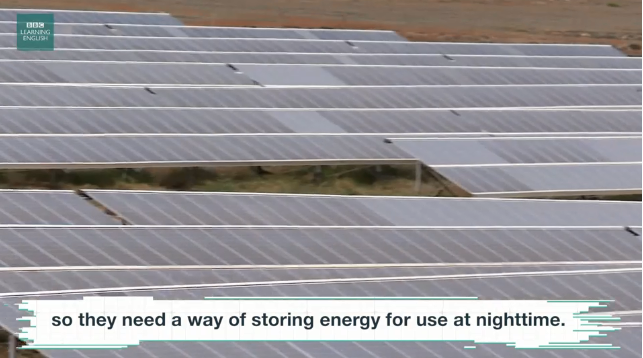 BBC
LEARNING
ENGLISH
so they need a way of storing energy for use at nighttime.